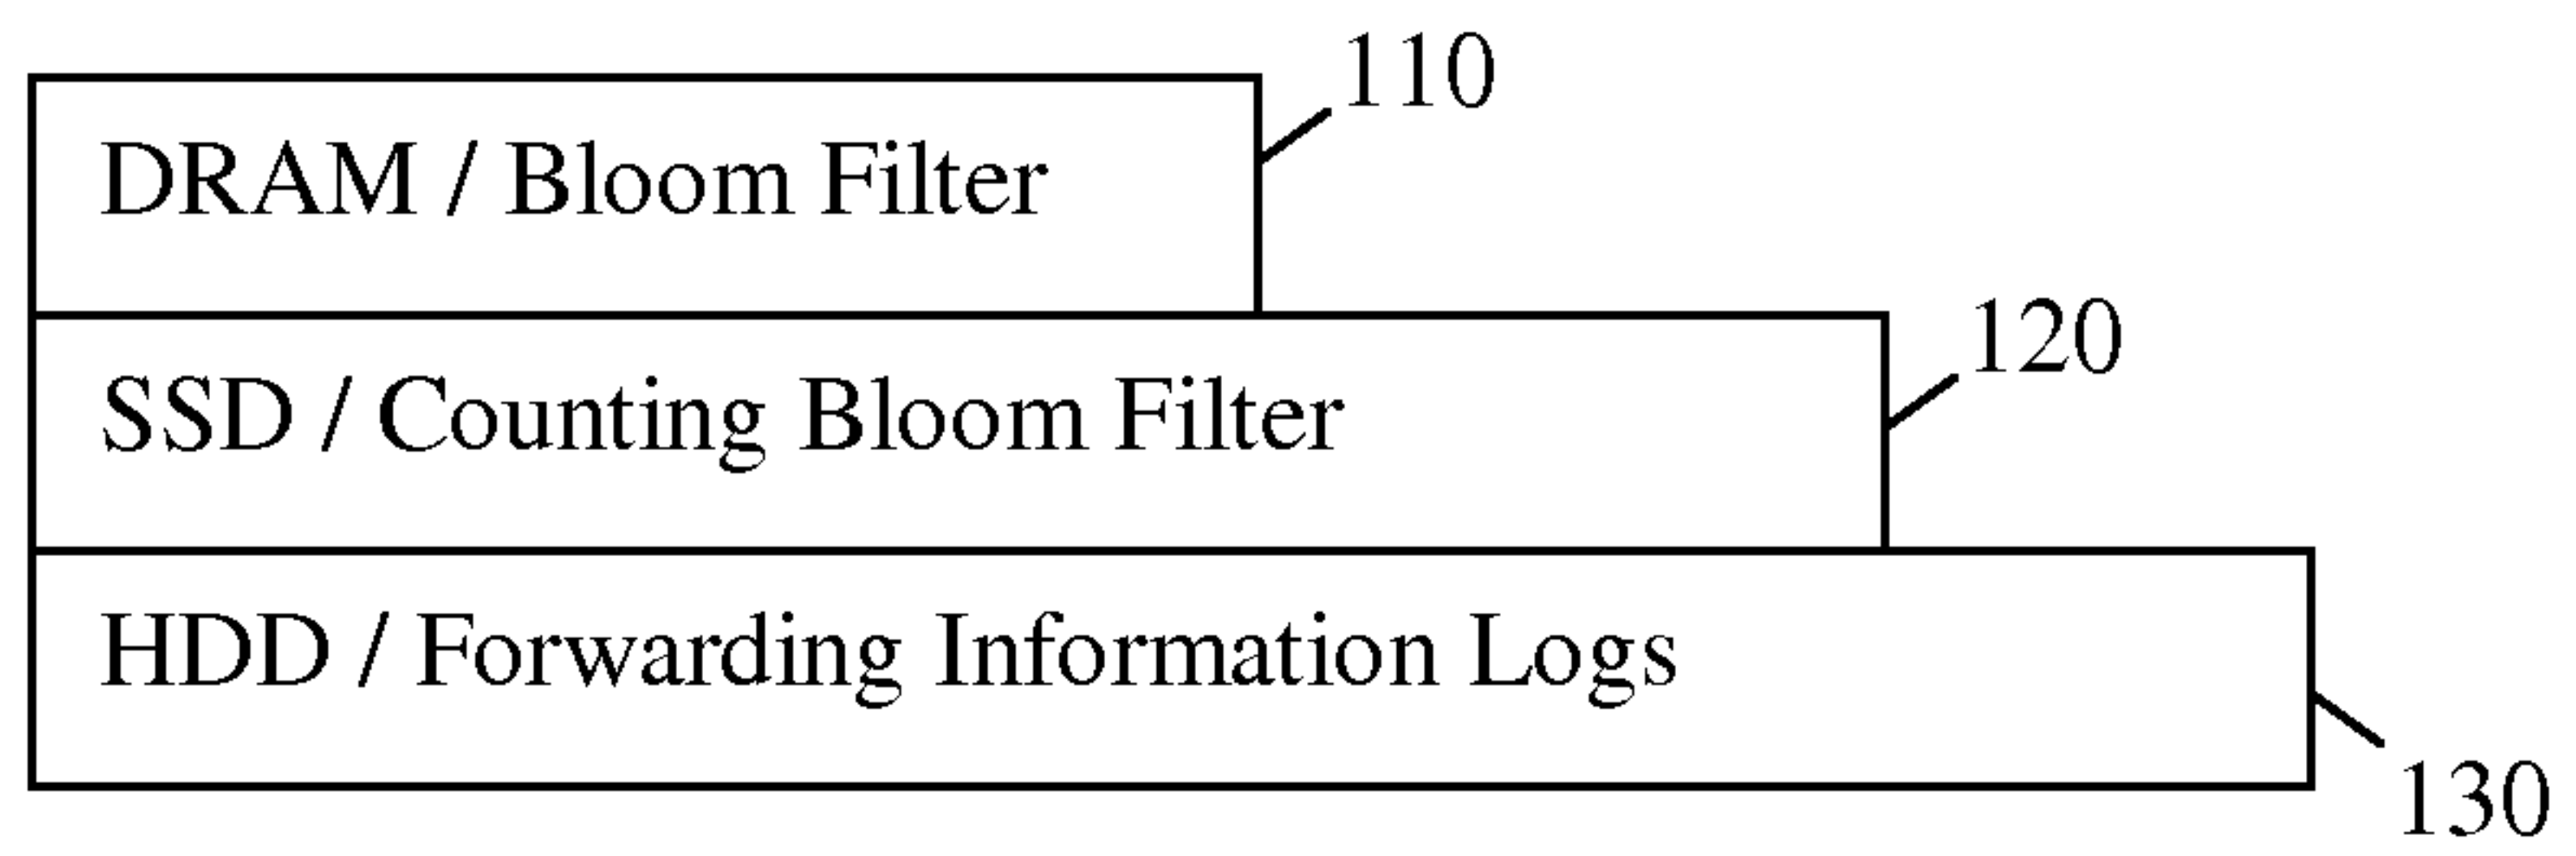 110
DRAM / Bloom Filter
120
SSD / Counting Bloom Filter
HDD / Forwarding Information Logs
130